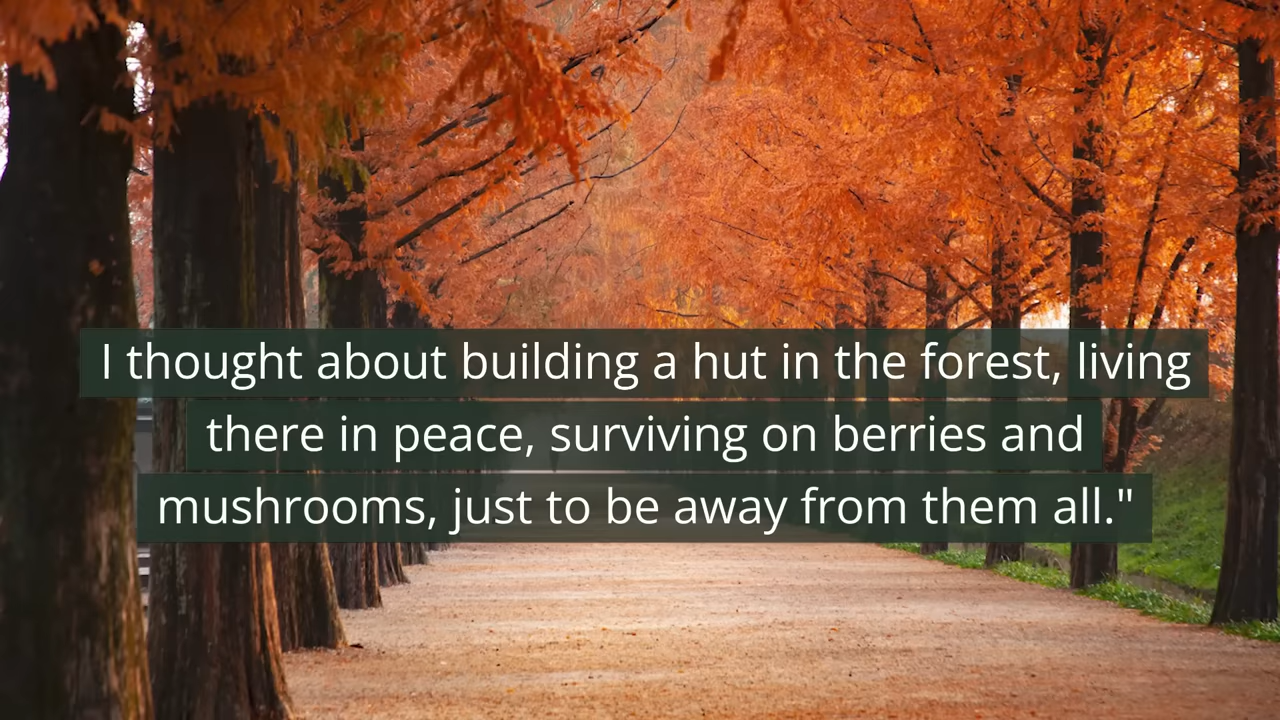 I thought about building a hut in the forest, living
there in peace, surviving on berries and
mushrooms, just to be away from them all."